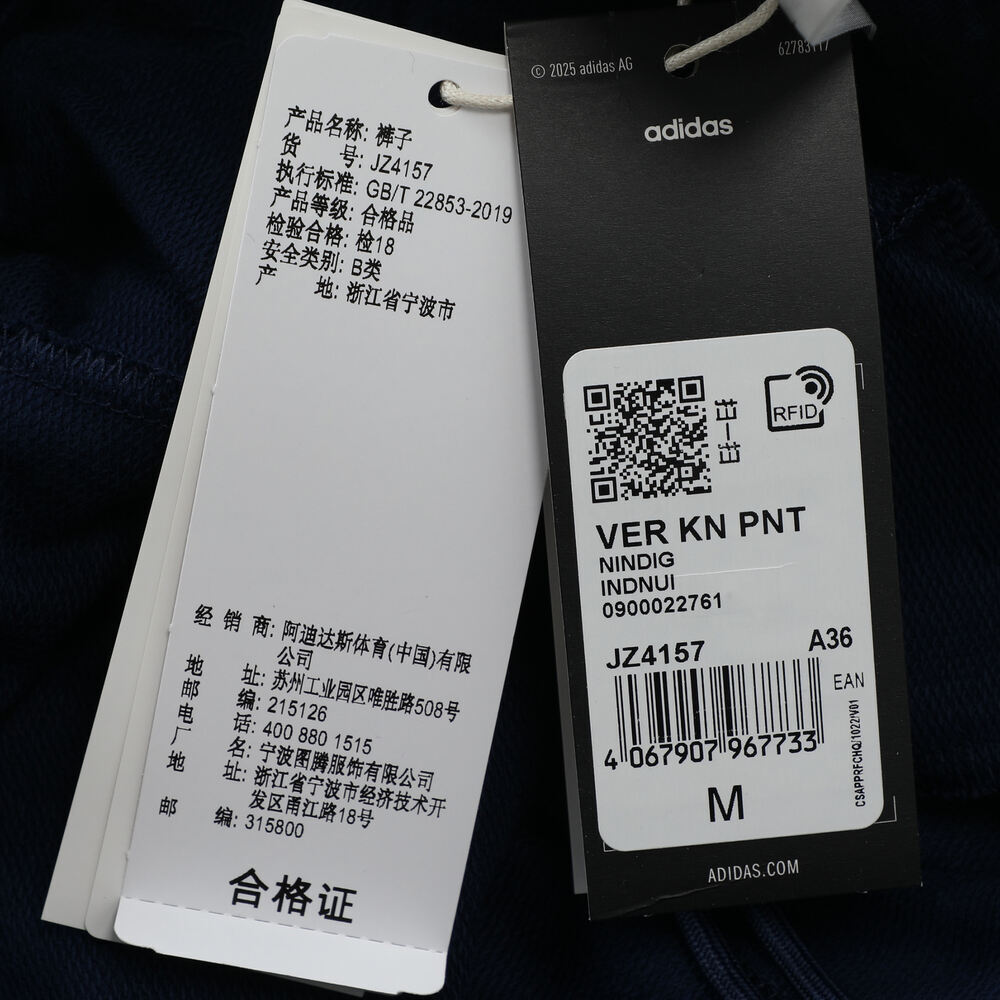 产品名称: 裤子
货 号: JZ4157
执行标准: GB/T 22853-2019
产品等级: 合格品
检验合格: 检18
安全类别: B类
产 地: 浙江省宁波市
经 销 商: 阿迪达斯体育(中国)有限
公司
地 址: 苏州工业园区唯胜路508号
邮 编: 215126
电 话: 400 880 1515
厂 名: 宁波图腾服饰有限公司
地 址: 浙江省宁波市经济技术开
发区甬江路18号
邮 编: 315800
合格证
© 2025 adidas AG
62783117
adidas
RFID
VER KN PNT
NINDIG
INDNUI
0900022761
JZ4157
A36
EAN
4 067907 967733
CSAPPRFCHQ/1022/V01
M
ADIDAS.COM